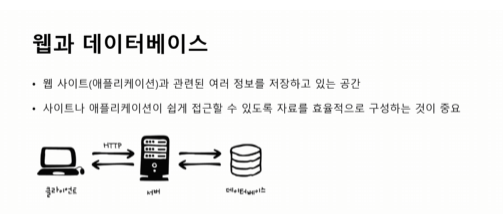 웹과 데이터베이스
• 웹 사이트(애플리케이션)과 관련된 여러 정보를 저장하고 있는 공간
• 사이트나 애플리케이션이 쉽게 접근할 수 있도록 자료를 효율적으로 구성하는 것이 중요
HTTP
클라이언트 서버 데이터베이스